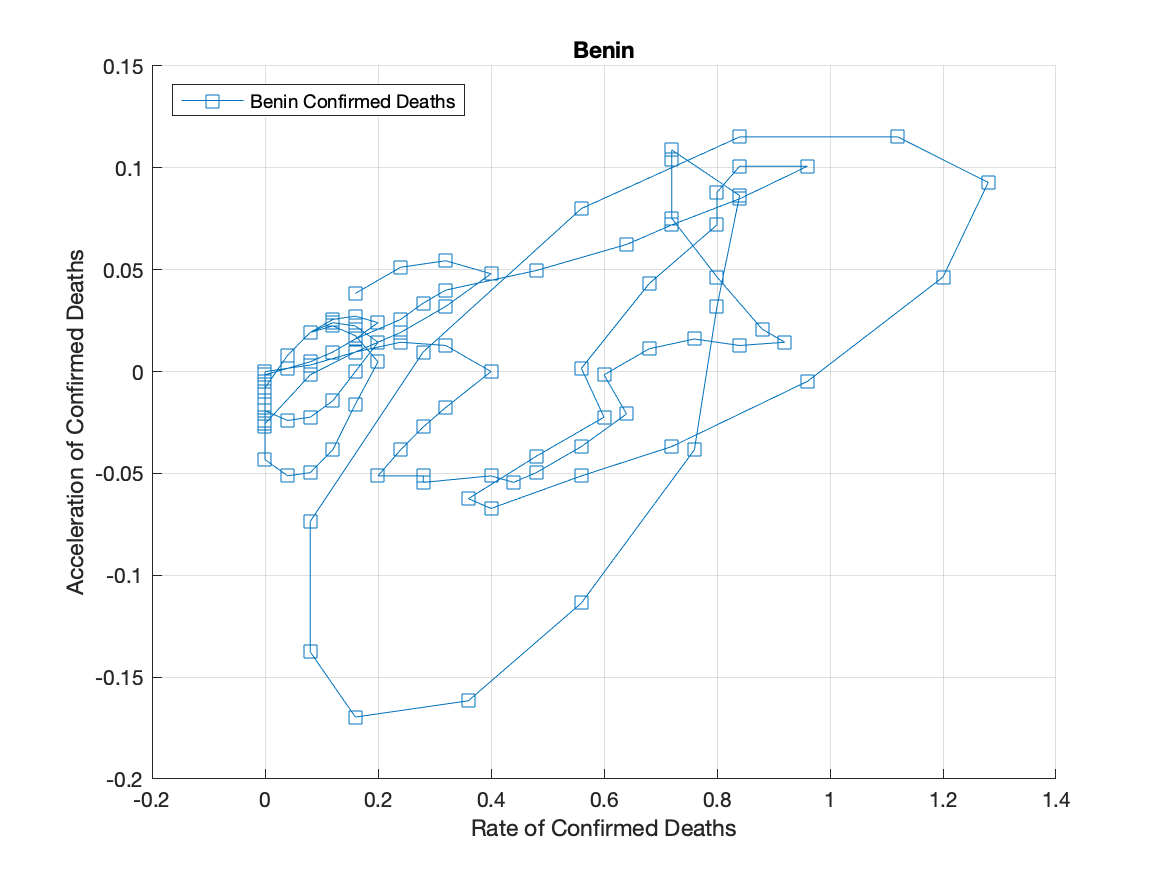 Benin
Benin Confirmed Deaths
0.15
0.1
0.05
0
-0.05
-0.1
-0.15
-0.2
Acceleration of Confirmed Deaths
-0.2 0 0.2 0.4 0.6 0.8 1 1.2 1.4
Rate of Confirmed Deaths